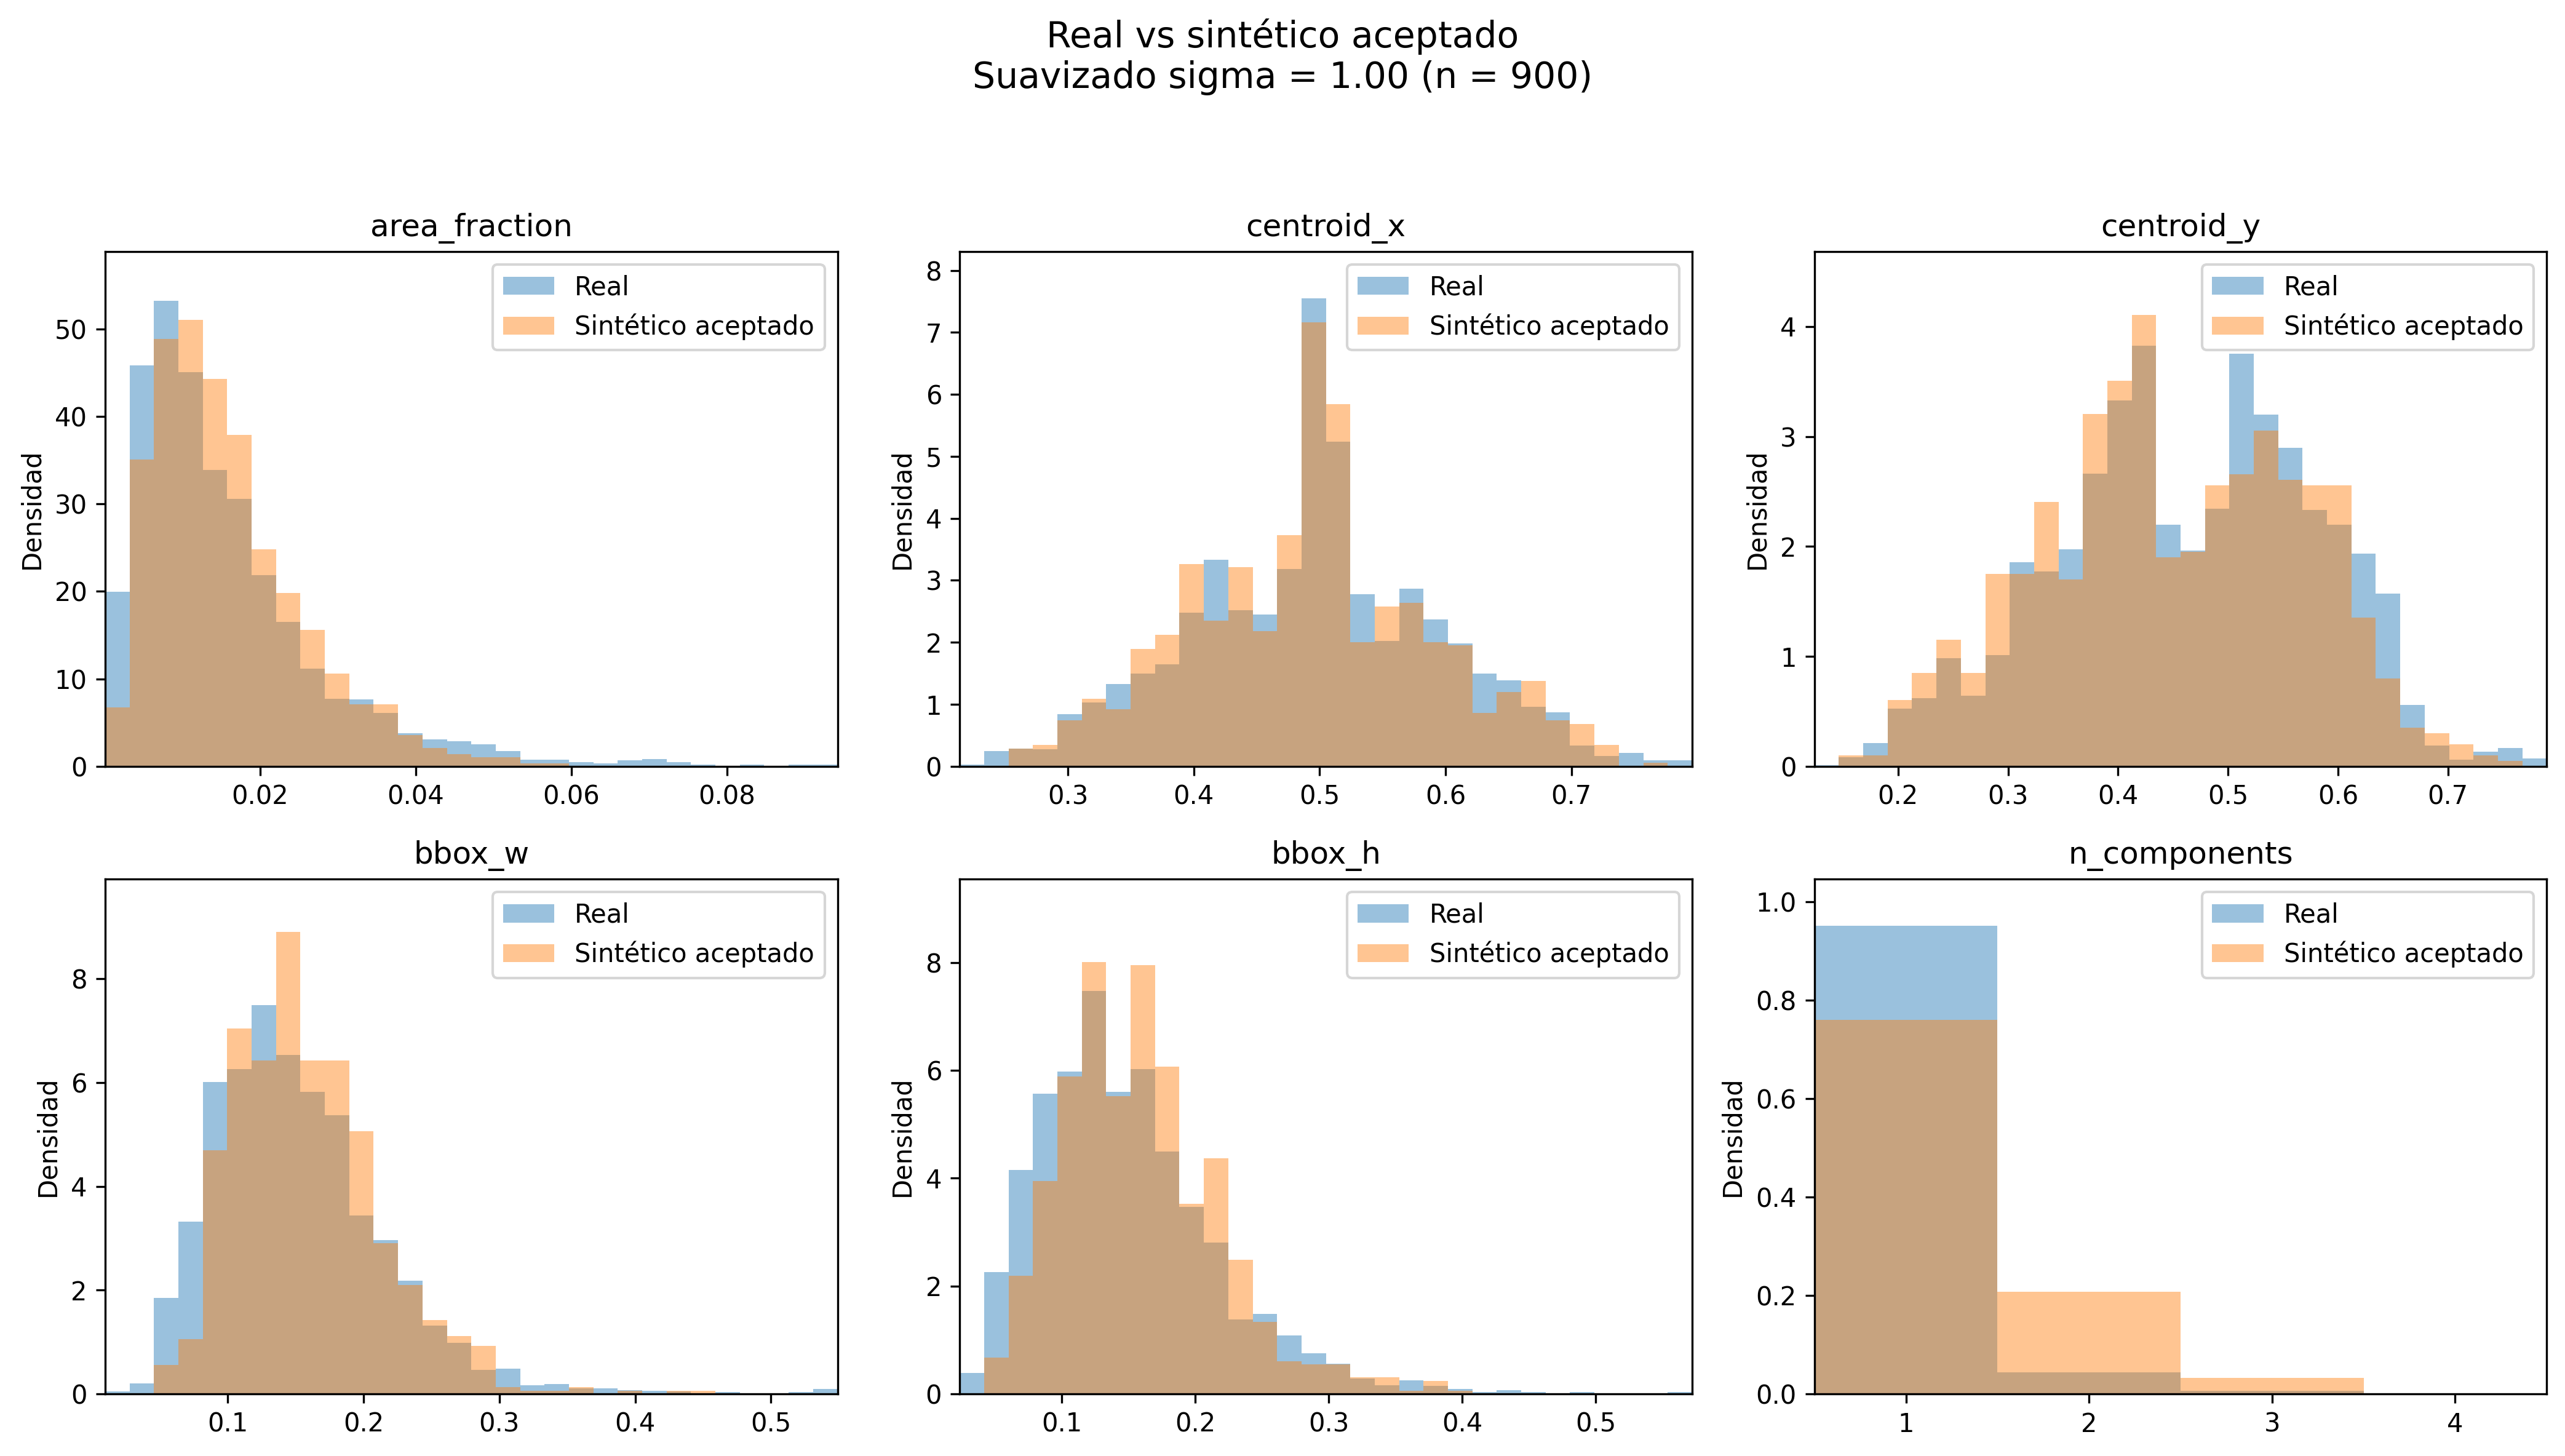 Real vs sintético aceptado
Suavizado sigma = 1.00 (n = 900)
area_fraction
Real
Sintético aceptado
Densidad
50
40
30
20
10
0
0.02 0.04 0.06 0.08
centroid_x
Real
Sintético aceptado
Densidad
8
7
6
5
4
3
2
1
0
0.3 0.4 0.5 0.6 0.7
centroid_y
Real
Sintético aceptado
Densidad
4
3
2
1
0
0.2 0.3 0.4 0.5 0.6 0.7
bbox_w
Real
Sintético aceptado
Densidad
8
6
4
2
0
0.1 0.2 0.3 0.4 0.5
bbox_h
Real
Sintético aceptado
Densidad
8
6
4
2
0
0.1 0.2 0.3 0.4 0.5
n_components
Real
Sintético aceptado
Densidad
1.0
0.8
0.6
0.4
0.2
0.0
1 2 3 4